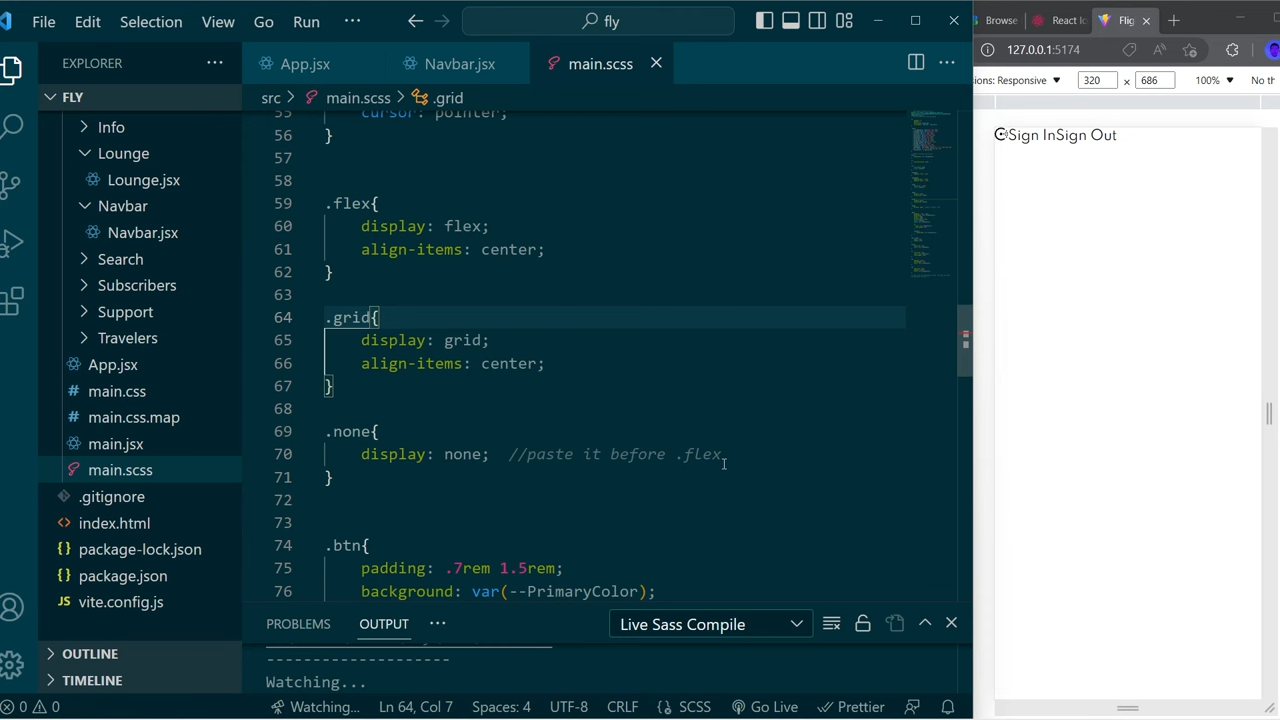 File Edit Selection View Go Run ··· fly
Browse React Ic Flig
EXPLORER ···
App.jsx Navbar.jsx main.scss
127.0.0.1:5174
sions: Responsive 320 × 686 100% No th
FLY
src > main.scss > .grid
Info
Lounge
Lounge.jsx
Navbar
Navbar.jsx
Search
Subscribers
Support
Travelers
App.jsx
main.css
main.css.map
main.jsx
main.scss
.gitignore
index.html
package-lock.json
package.json
vite.config.js
OUTLINE
TIMELINE
55 cursor: pointer;
56 }
57
58
59 .flex{
60 display: flex;
61 align-items: center;
62 }
63
64 .grid{
65 display: grid;
66 align-items: center;
67 }
68
69 .none{
70 display: none; //paste it before .flex
71 }
72
73
74 .btn{
75 padding: .7rem 1.5rem;
76 background: var(--PrimaryColor);
PROBLEMS OUTPUT ··· Live Sass Compile
--------------------
Watching...
Sign InSign Out
0 0 Watching... Ln 64, Col 7 Spaces: 4 UTF-8 CRLF SCSS Go Live Prettier